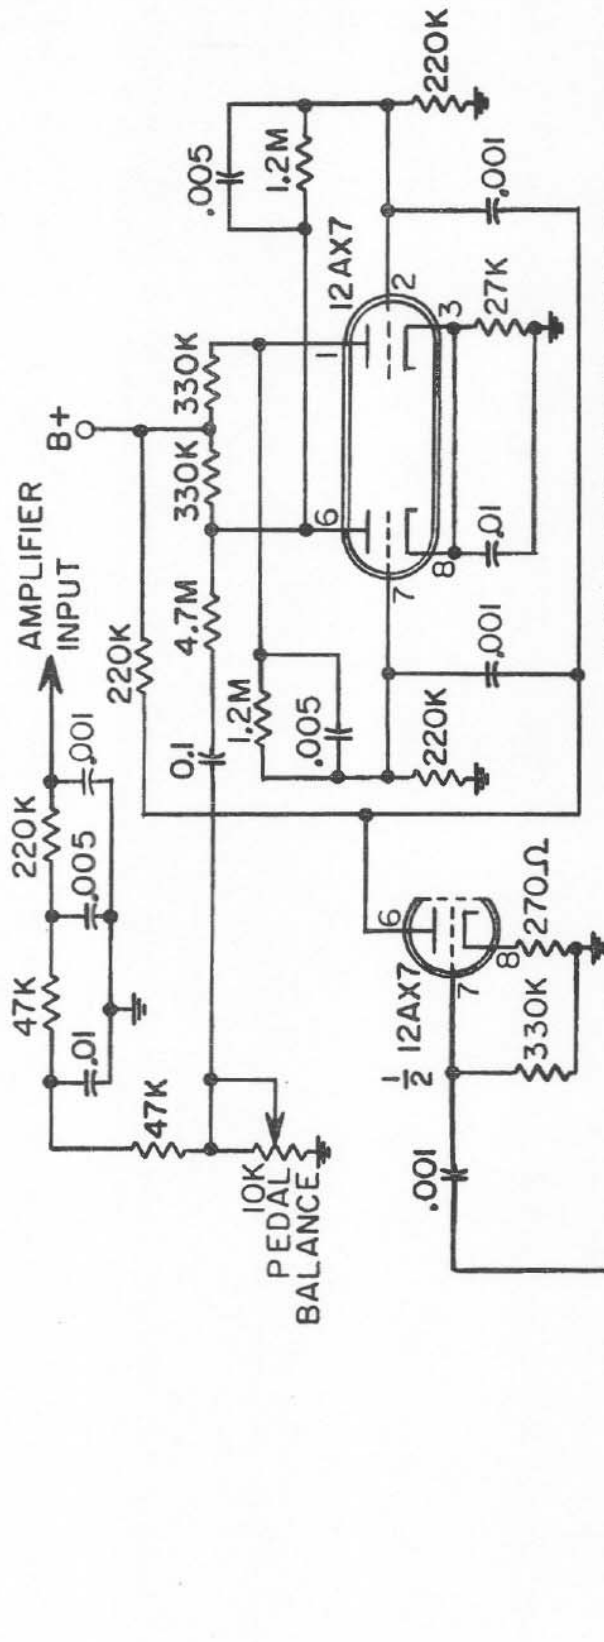 AMPLIFIER
INPUT
B+
47K
220K
.01
.005
.001
220K
47K
0.1
4.7M
330K
330K
.005
1.2M
1.2M
.005
12AX7
10K
PEDAL
BALANCE
6
1
7
2
8
3
220K
220K
.001
.01
27K
.001
6
1/2 12AX7
7
8
.001
330K
270Ω